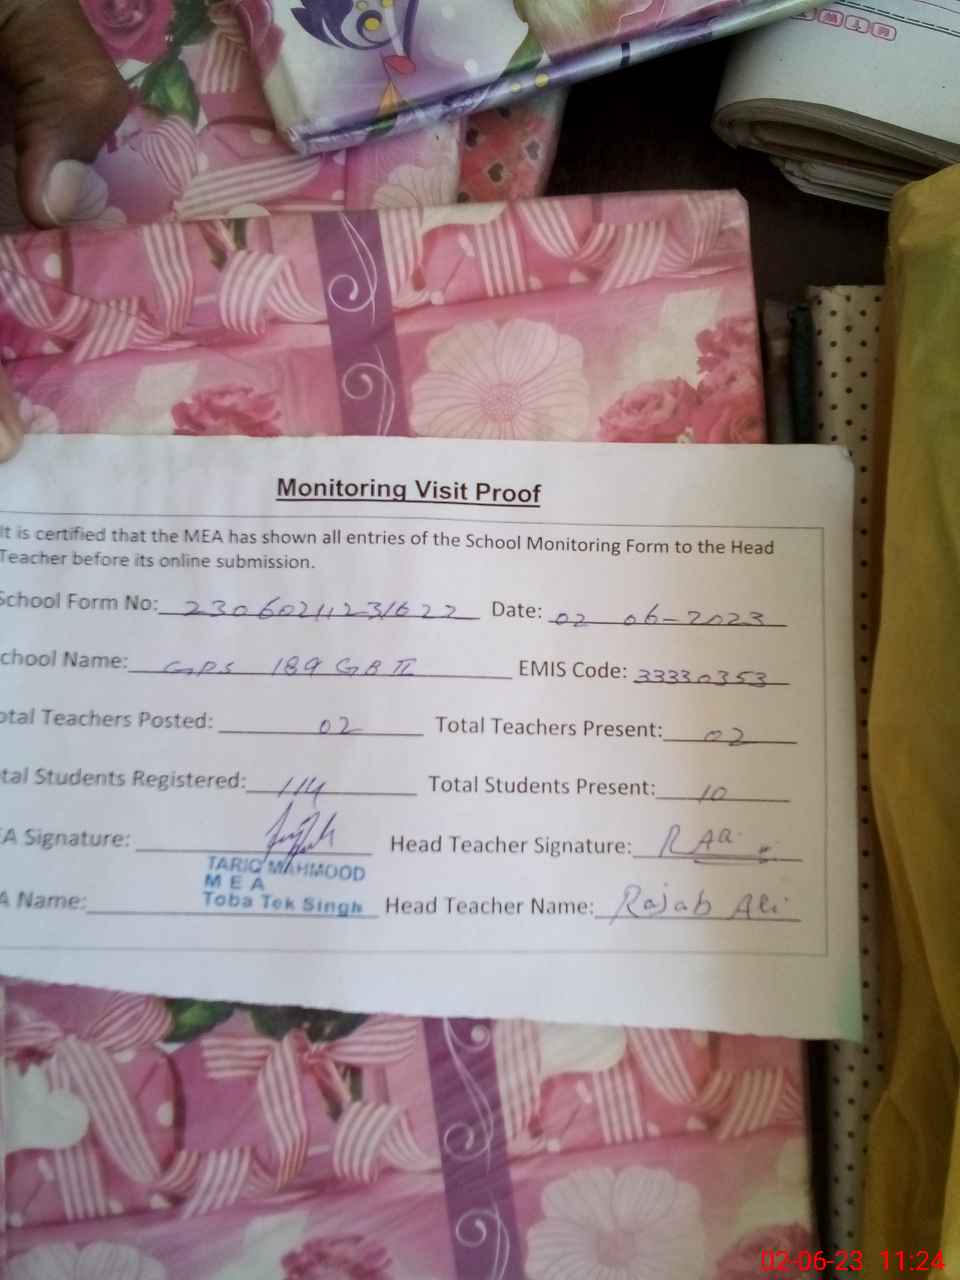 Monitoring Visit Proof
It is certified that the MEA has shown all entries of the School Monitoring Form to the Head
Teacher before its online submission.
School Form No: 23060211231622 Date: 02 06-2023
chool Name: GPS 189 GB II EMIS Code: 33330353
otal Teachers Posted: 02 Total Teachers Present: 02
tal Students Registered: 114 Total Students Present: 10
EA Signature: Head Teacher Signature: RAa
TARIQ MAHMOOD
M E A
A Name: Toba Tek Singh Head Teacher Name: Rajab Ali
02-06-23 11:24